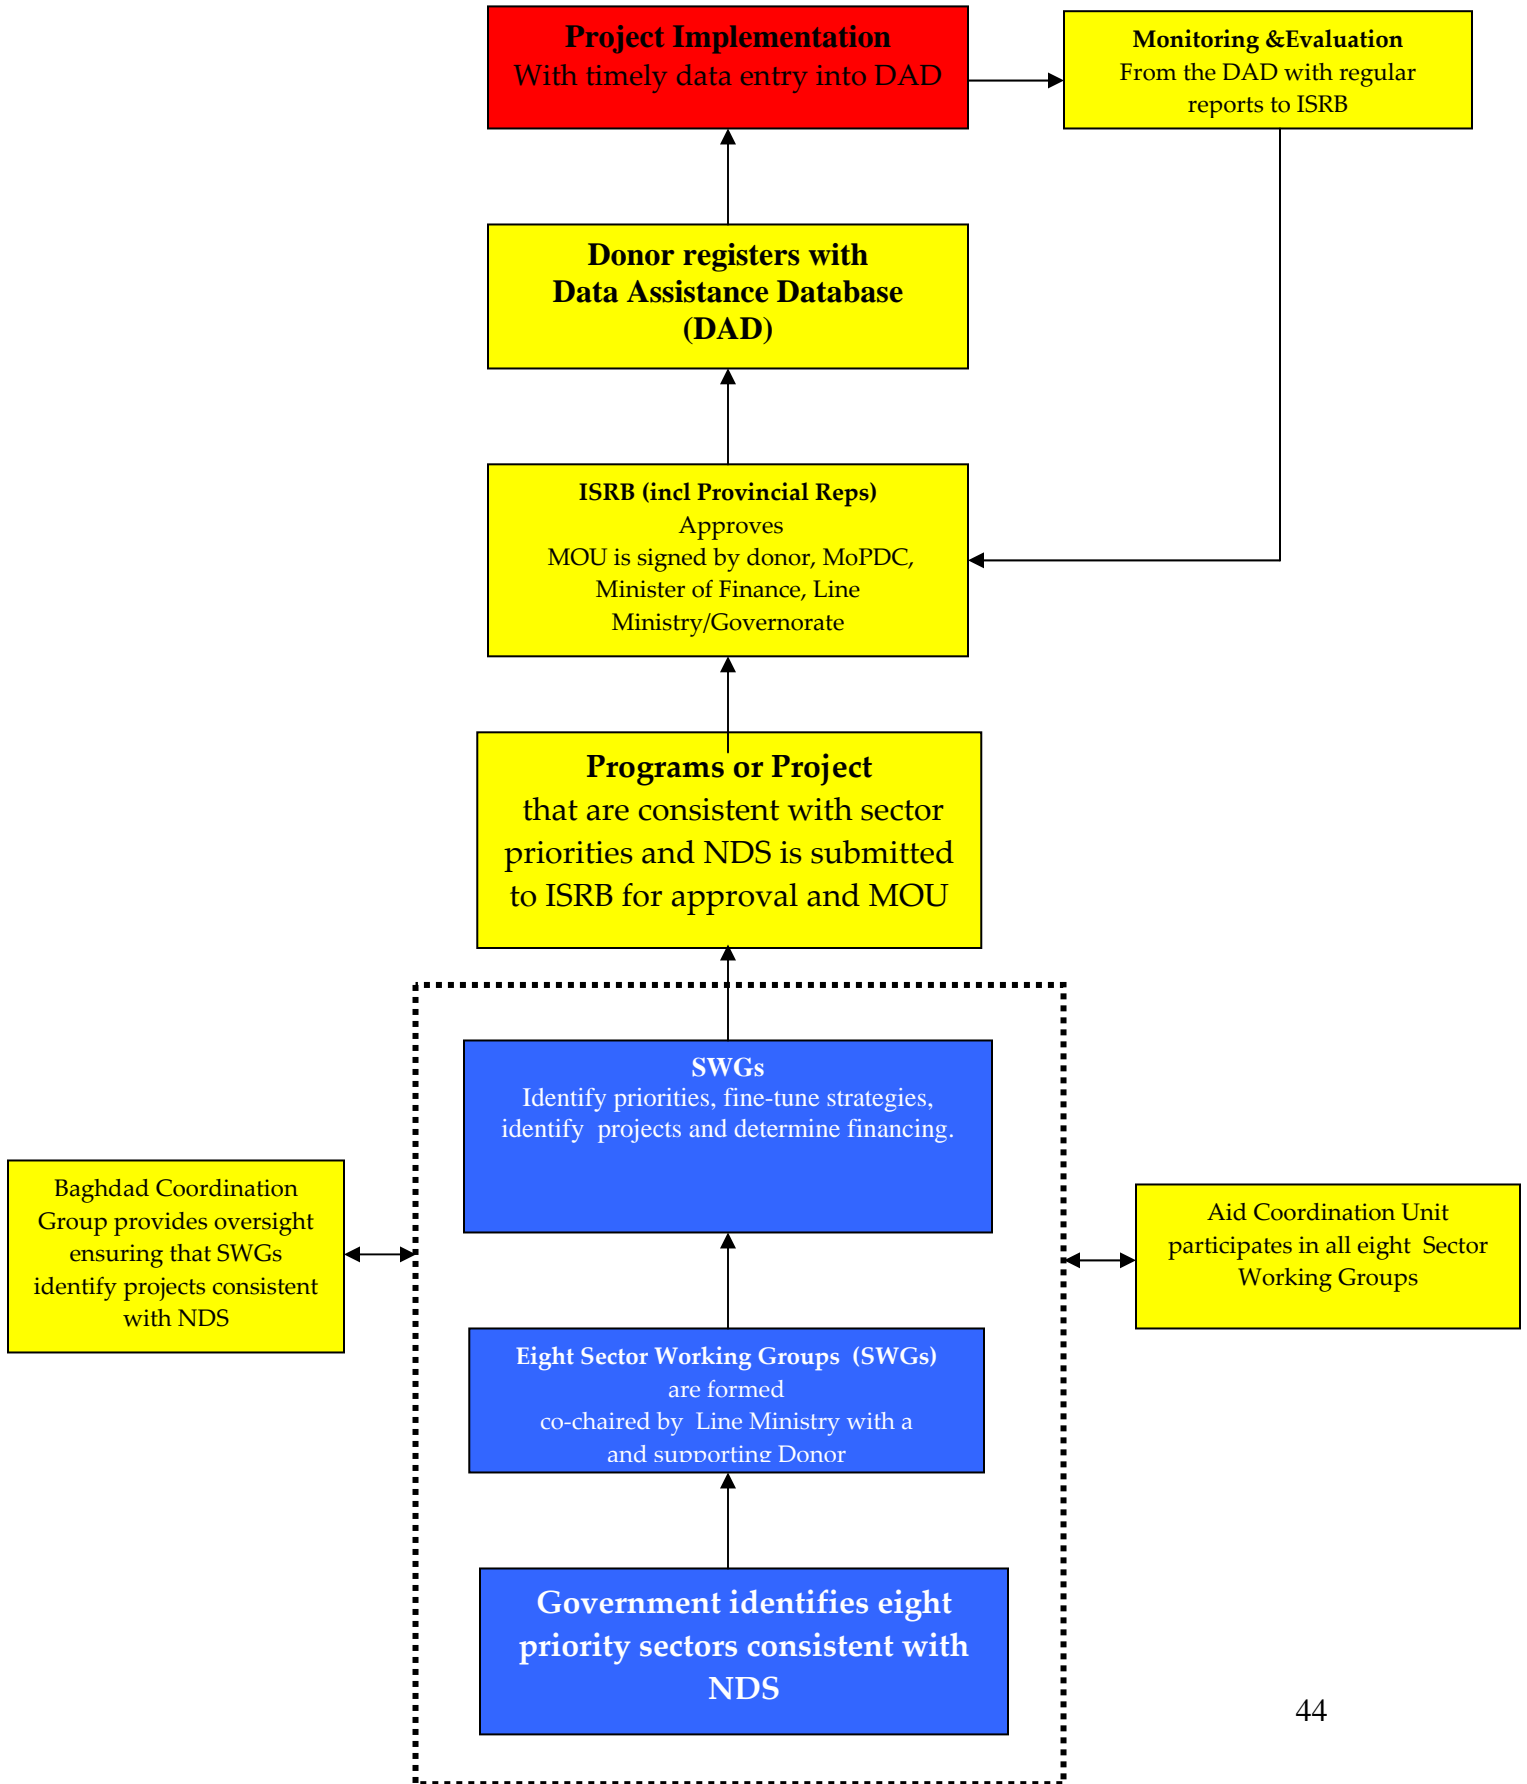 Project Implementation
With timely data entry into DAD
Monitoring &Evaluation
From the DAD with regular
reports to ISRB
Donor registers with
Data Assistance Database
(DAD)
ISRB (incl Provincial Reps)
Approves
MOU is signed by donor, MoPDC,
Minister of Finance, Line
Ministry/Governorate
Programs or Project
that are consistent with sector
priorities and NDS is submitted
to ISRB for approval and MOU
SWGs
Identify priorities, fine-tune strategies,
identify projects and determine financing.
Baghdad Coordination
Group provides oversight
ensuring that SWGs
identify projects consistent
with NDS
Aid Coordination Unit
participates in all eight Sector
Working Groups
Eight Sector Working Groups (SWGs)
are formed
co-chaired by Line Ministry with a
and supporting Donor
Government identifies eight
priority sectors consistent with
NDS
44